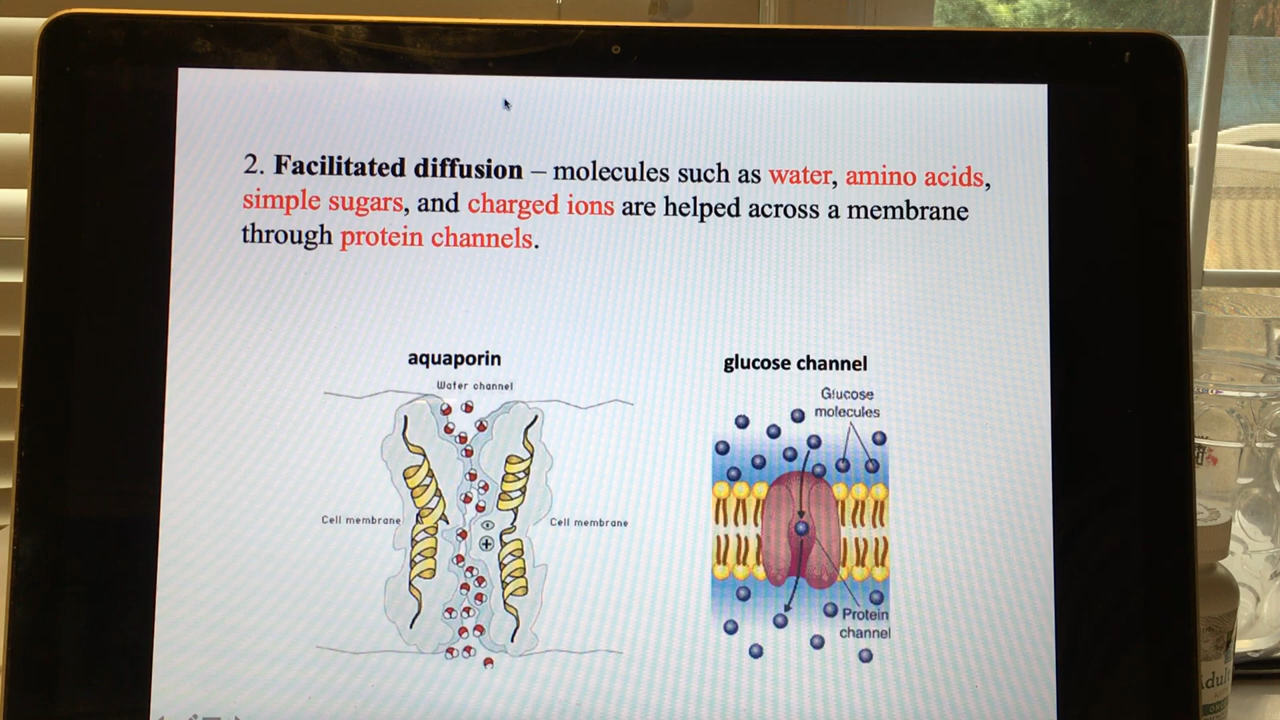 2. Facilitated diffusion – molecules such as water, amino acids,
simple sugars, and charged ions are helped across a membrane
through protein channels.
aquaporin
Water channel
Cell membrane
Cell membrane
glucose channel
Glucose
molecules
Protein
channel